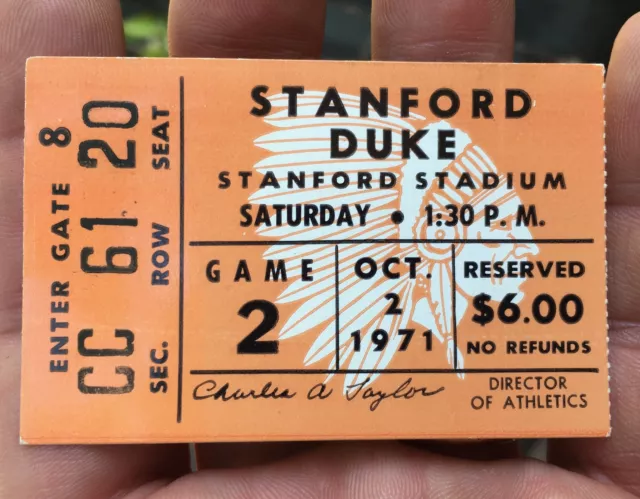 ENTER GATE 8
CC 61 20
SEC. ROW SEAT
STANFORD
DUKE
STANFORD STADIUM
SATURDAY • 1:30 P. M.
GAME
2
OCT.
2
1971
RESERVED
$6.00
NO REFUNDS
Charles A Taylor
DIRECTOR
OF ATHLETICS